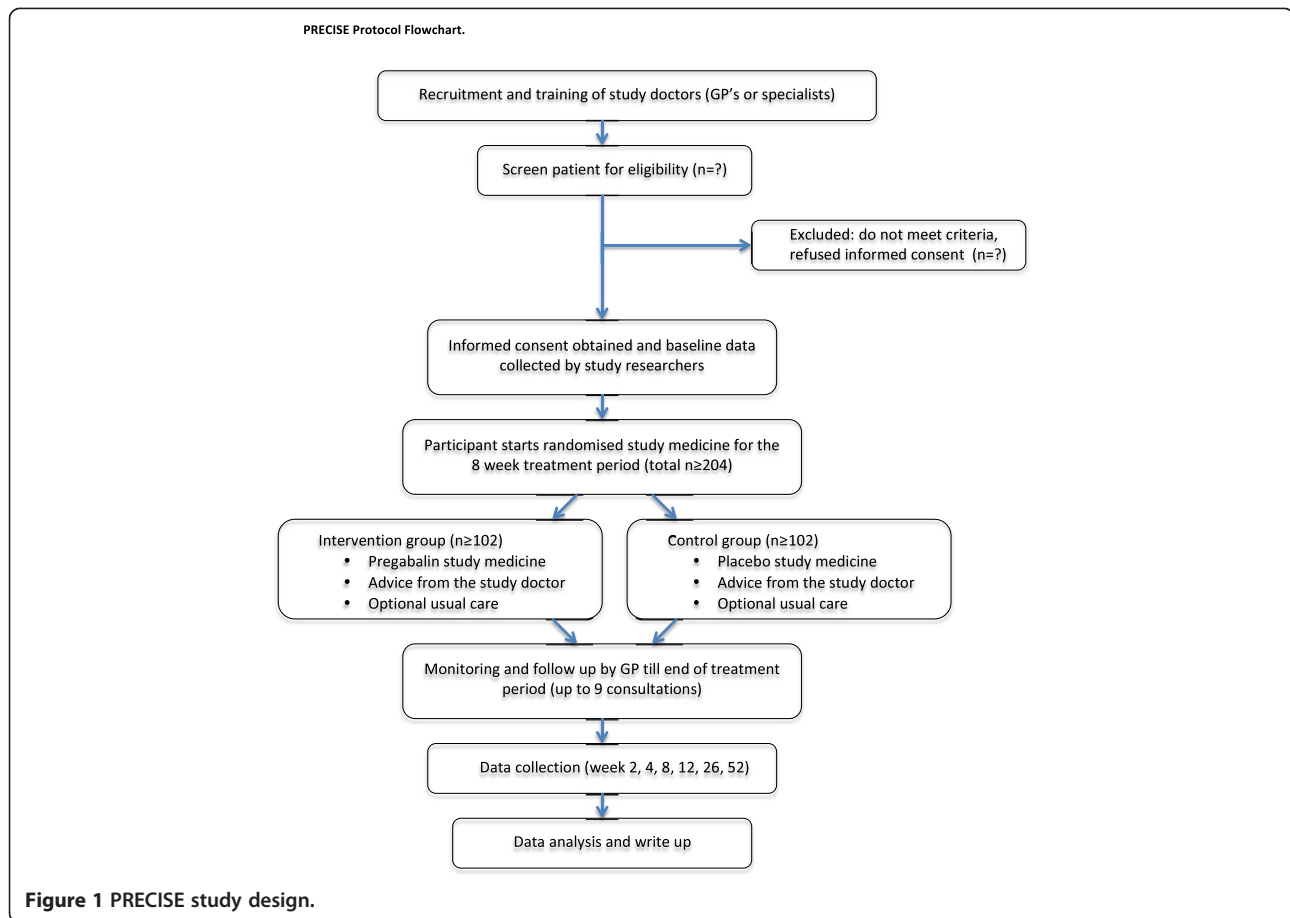 PRECISE Protocol Flowchart.
Recruitment and training of study doctors (GP's or specialists)
Screen patient for eligibility (n=?)
Excluded: do not meet criteria,
refused informed consent (n=?)
Informed consent obtained and baseline data
collected by study researchers
Participant starts randomised study medicine for the
8 week treatment period (total n≥204)
Intervention group (n≥102)
• Pregabalin study medicine
• Advice from the study doctor
• Optional usual care
Control group (n≥102)
• Placebo study medicine
• Advice from the study doctor
• Optional usual care
Monitoring and follow up by GP till end of treatment
period (up to 9 consultations)
Data collection (week 2, 4, 8, 12, 26, 52)
Data analysis and write up
Figure 1 PRECISE study design.